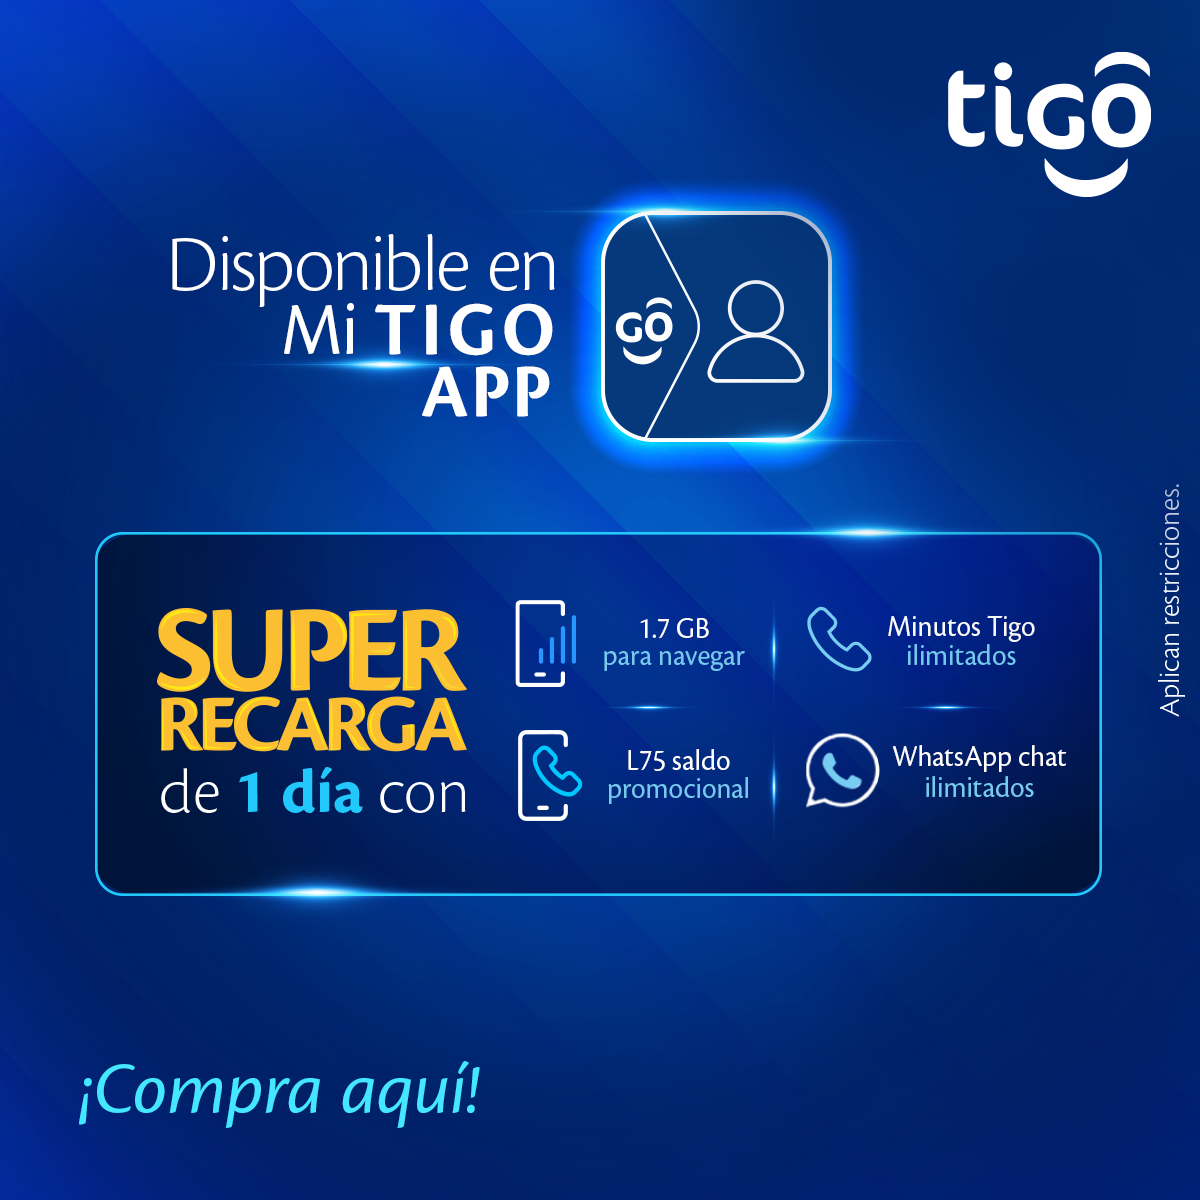 tigo
Disponible en
Mi TIGO
APP
GO
Aplican restricciones.
SUPER
RECARGA
de 1 día con
1.7 GB
para navegar
Minutos Tigo
ilimitados
L75 saldo
promocional
WhatsApp chat
ilimitados
¡Compra aquí!